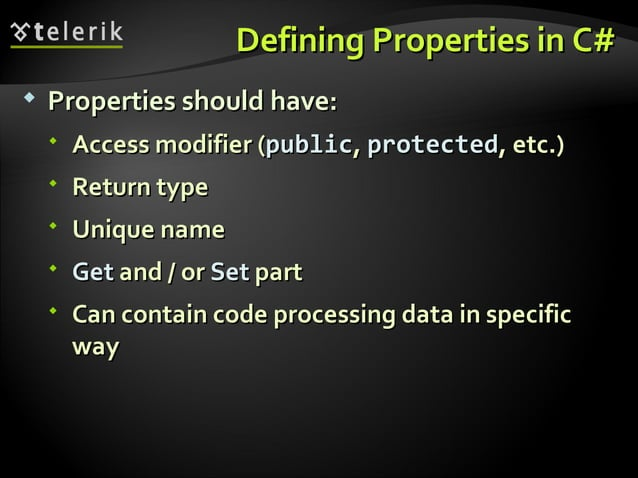 telerik
Defining Properties in C#
Properties should have:
Access modifier (public, protected, etc.)
Return type
Unique name
Get and / or Set part
Can contain code processing data in specific
way